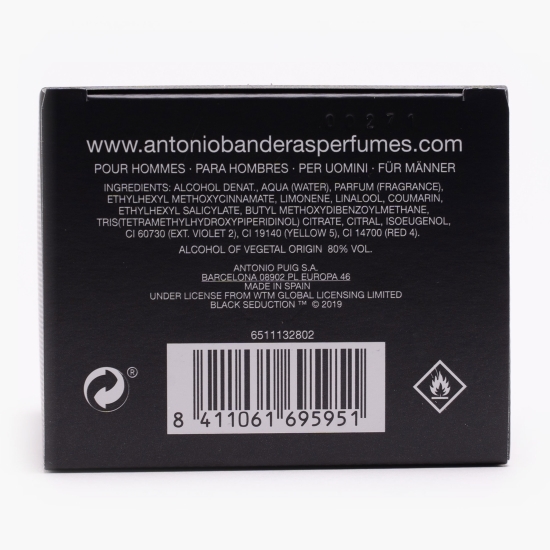 www.antoniobanderasperfumes.com
POUR HOMMES · PARA HOMBRES · PER UOMINI · FÜR MÄNNER
INGREDIENTS: ALCOHOL DENAT., AQUA (WATER), PARFUM (FRAGRANCE),
ETHYLHEXYL METHOXYCINNAMATE, LIMONENE, LINALOOL, COUMARIN,
ETHYLHEXYL SALICYLATE, BUTYL METHOXYDIBENZOYLMETHANE,
TRIS(TETRAMETHYLHYDROXYPIPERIDINOL) CITRATE, CITRAL, ISOEUGENOL,
CI 60730 (EXT. VIOLET 2), CI 19140 (YELLOW 5), CI 14700 (RED 4).
ALCOHOL OF VEGETAL ORIGIN 80% VOL.
ANTONIO PUIG S.A.
BARCELONA 08902 PL EUROPA 46
MADE IN SPAIN
UNDER LICENSE FROM WTM GLOBAL LICENSING LIMITED
BLACK SEDUCTION ™ © 2019
6511132802
®
8 411061 695951